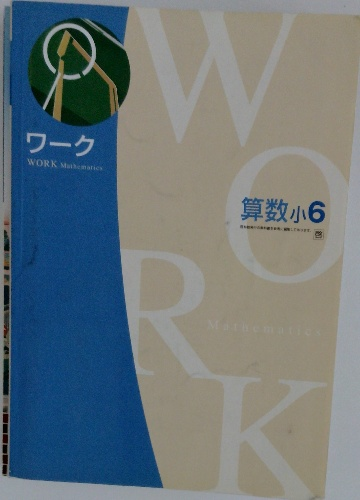 ワーク
WORK Mathematics
WORK
算数 小6
Mathematics